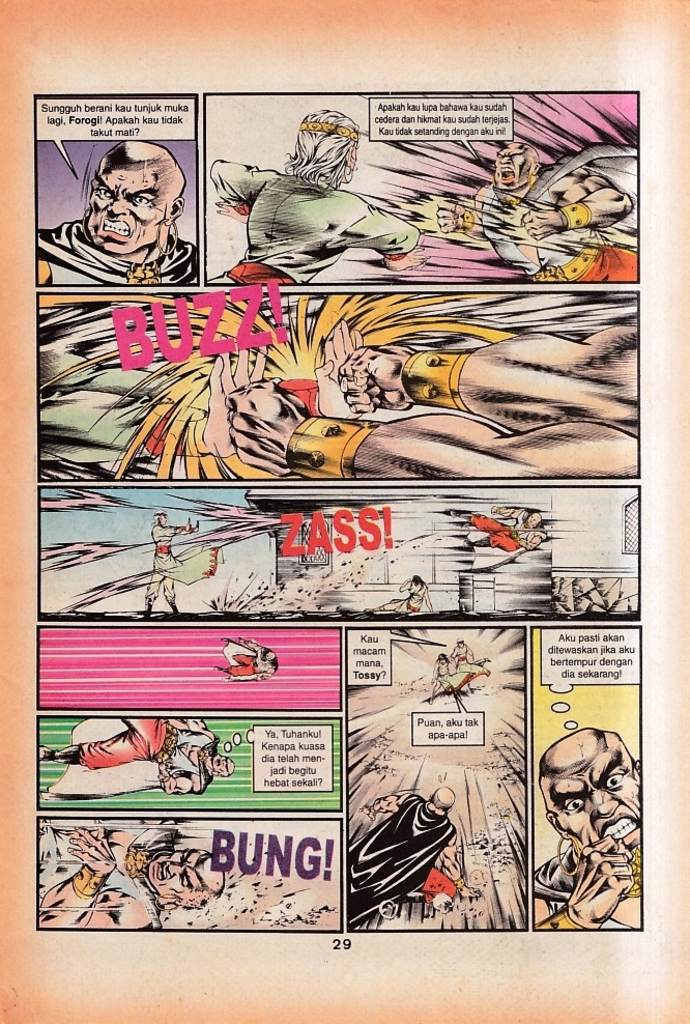 Sungguh berani kau tunjuk muka
lagi, Forogi! Apakah kau tidak
takut mati?
Apakah kau lupa bahawa kau sudah
cedera dan hikmat kau sudah terjejas.
Kau tidak setanding dengan aku ini!
BUZZ!
ZASS!
Ya, Tuhanku!
Kenapa kuasa
dia telah men-
jadi begitu
hebat sekali?
BUNG!
Kau
macam
mana,
Tossy?
Puan, aku tak
apa-apa!
Aku pasti akan
ditewaskan jika aku
bertempur dengan
dia sekarang!
29